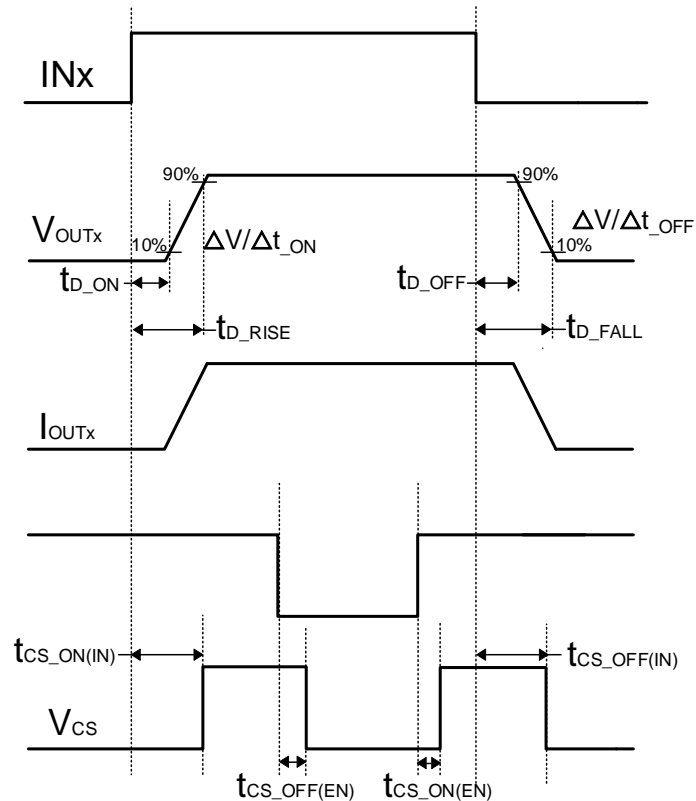 INx
90%
90%
VOUTx
10%
ΔV/Δt_ON
ΔV/Δt_OFF
10%
tD_ON
tD_OFF
tD_RISE
tD_FALL
IOUTx
tCS_ON(IN)
tCS_OFF(IN)
VCS
tCS_OFF(EN)
tCS_ON(EN)